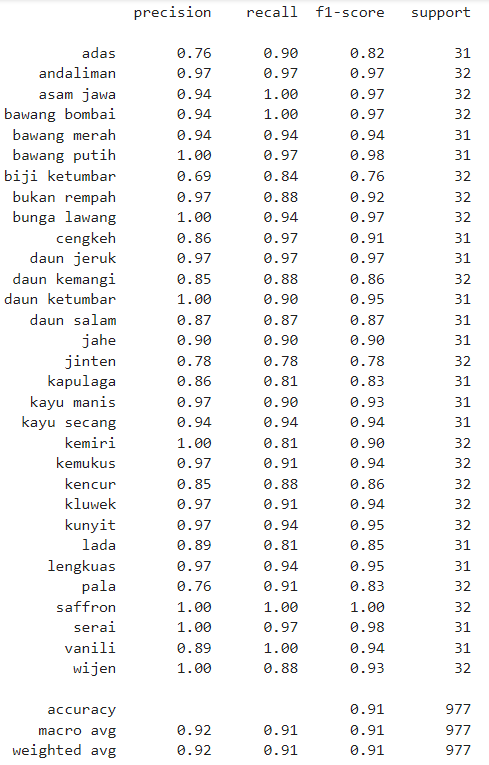 precision recall f1-score support
adas 0.76 0.90 0.82 31
andaliman 0.97 0.97 0.97 32
asam jawa 0.94 1.00 0.97 32
bawang bombai 0.94 1.00 0.97 32
bawang merah 0.94 0.94 0.94 31
bawang putih 1.00 0.97 0.98 31
biji ketumbar 0.69 0.84 0.76 32
bukan rempah 0.97 0.88 0.92 32
bunga lawang 1.00 0.94 0.97 32
cengkeh 0.86 0.97 0.91 31
daun jeruk 0.97 0.97 0.97 31
daun kemangi 0.85 0.88 0.86 32
daun ketumbar 1.00 0.90 0.95 31
daun salam 0.87 0.87 0.87 31
jahe 0.90 0.90 0.90 31
jinten 0.78 0.78 0.78 32
kapulaga 0.86 0.81 0.83 31
kayu manis 0.97 0.90 0.93 31
kayu secang 0.94 0.94 0.94 31
kemiri 1.00 0.81 0.90 32
kemukus 0.97 0.91 0.94 32
kencur 0.85 0.88 0.86 32
kluwek 0.97 0.91 0.94 32
kunyit 0.97 0.94 0.95 32
lada 0.89 0.81 0.85 31
lengkuas 0.97 0.94 0.95 31
pala 0.76 0.91 0.83 32
saffron 1.00 1.00 1.00 32
serai 1.00 0.97 0.98 31
vanili 0.89 1.00 0.94 31
wijen 1.00 0.88 0.93 32
accuracy 0.91 977
macro avg 0.92 0.91 0.91 977
weighted avg 0.92 0.91 0.91 977